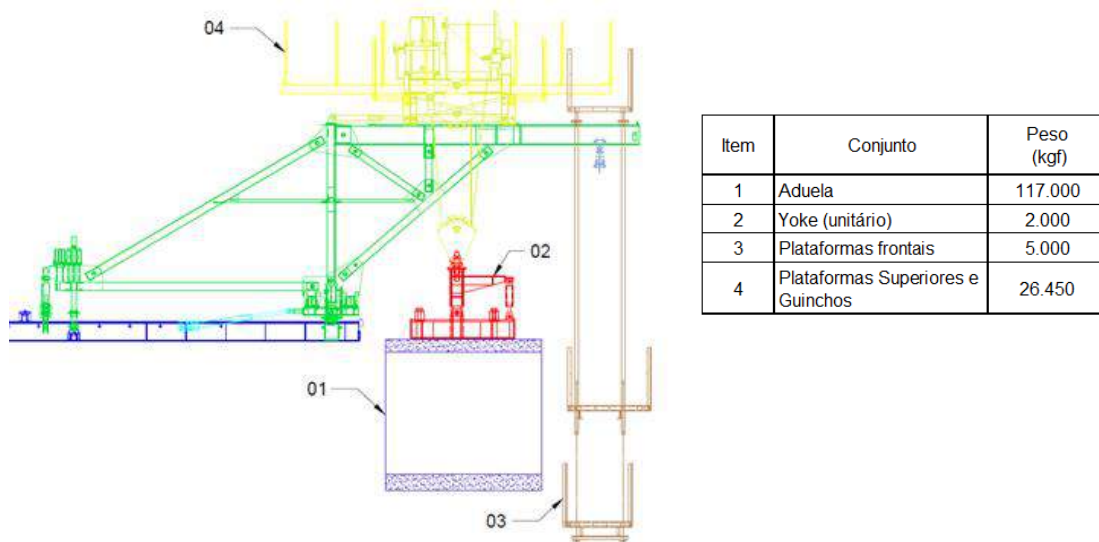 04
02
01
03
Item Conjunto Peso
(kgf)
1 Aduela 117.000
2 Yoke (unitário) 2.000
3 Plataformas frontais 5.000
4 Plataformas Superiores e
Guinchos 26.450